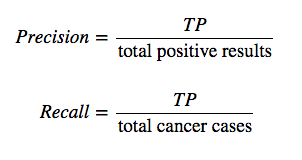 Precision = TP / total positive results
Recall = TP / total cancer cases